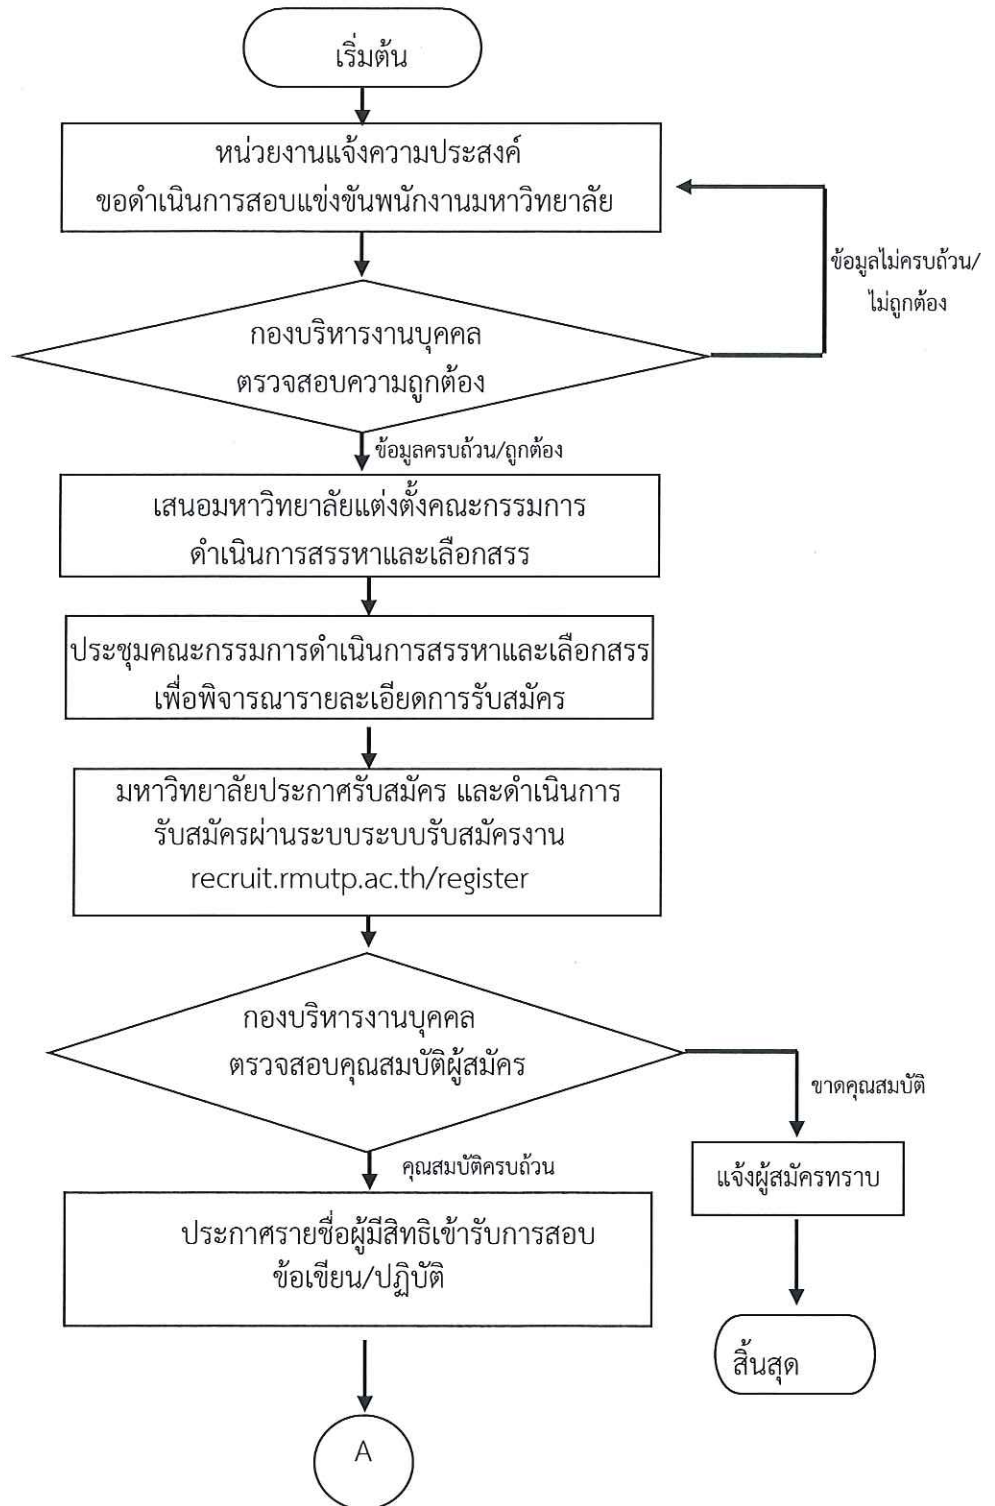 เริ่มต้น
หน่วยงานแจ้งความประสงค์
ขอดำเนินการสอบแข่งขันพนักงานมหาวิทยาลัย
ข้อมูลไม่ครบถ้วน/
ไม่ถูกต้อง
กองบริหารงานบุคคล
ตรวจสอบความถูกต้อง
ข้อมูลครบถ้วน/ถูกต้อง
เสนอมหาวิทยาลัยแต่งตั้งคณะกรรมการ
ดำเนินการสรรหาและเลือกสรร
ประชุมคณะกรรมการดำเนินการสรรหาและเลือกสรร
เพื่อพิจารณารายละเอียดการรับสมัคร
มหาวิทยาลัยประกาศรับสมัคร และดำเนินการ
รับสมัครผ่านระบบระบบรับสมัครงาน
recruit.rmutp.ac.th/register
กองบริหารงานบุคคล
ตรวจสอบคุณสมบัติผู้สมัคร
ขาดคุณสมบัติ
คุณสมบัติครบถ้วน
แจ้งผู้สมัครทราบ
ประกาศรายชื่อผู้มีสิทธิเข้ารับการสอบ
ข้อเขียน/ปฏิบัติ
สิ้นสุด
A